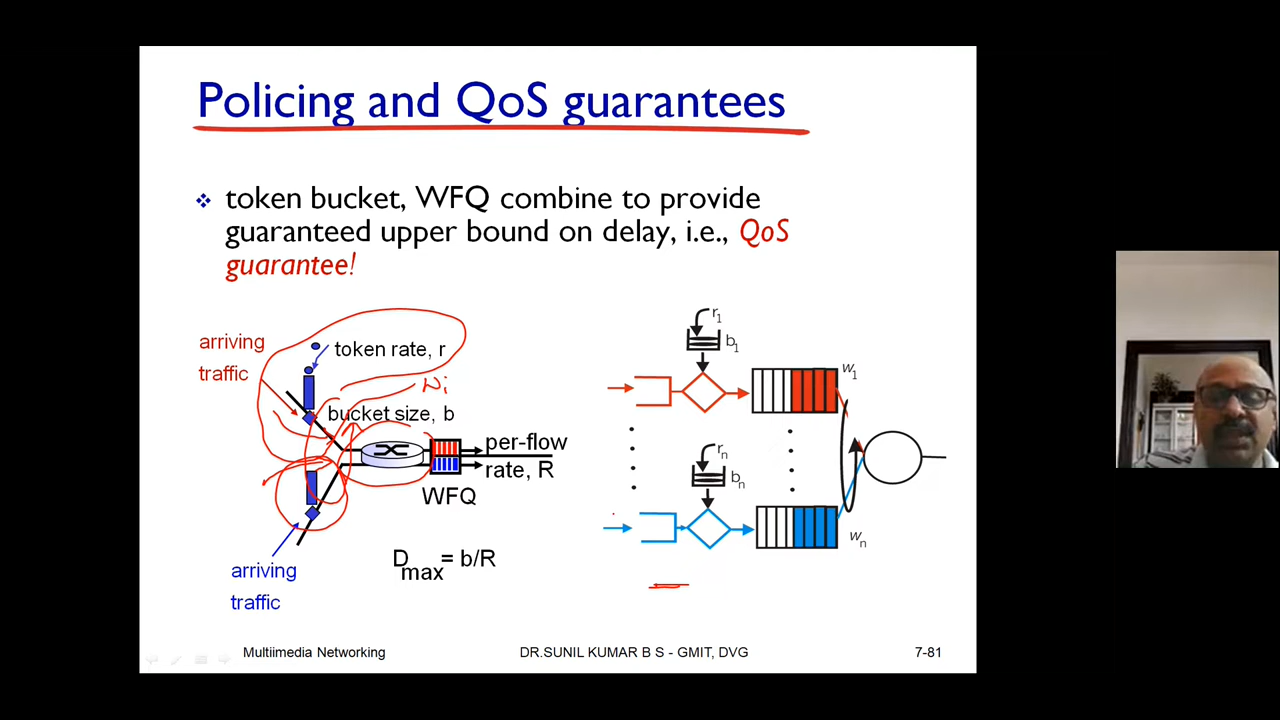 Policing and QoS guarantees
token bucket, WFQ combine to provide
guaranteed upper bound on delay, i.e., QoS
guarantee!
arriving
traffic
token rate, r
bucket size, b
per-flow
rate, R
WFQ
D max = b/R
arriving
traffic
r1
b1
w1
rn
bn
wn
Multiimedia Networking
DR.SUNIL KUMAR B S - GMIT, DVG
7-81